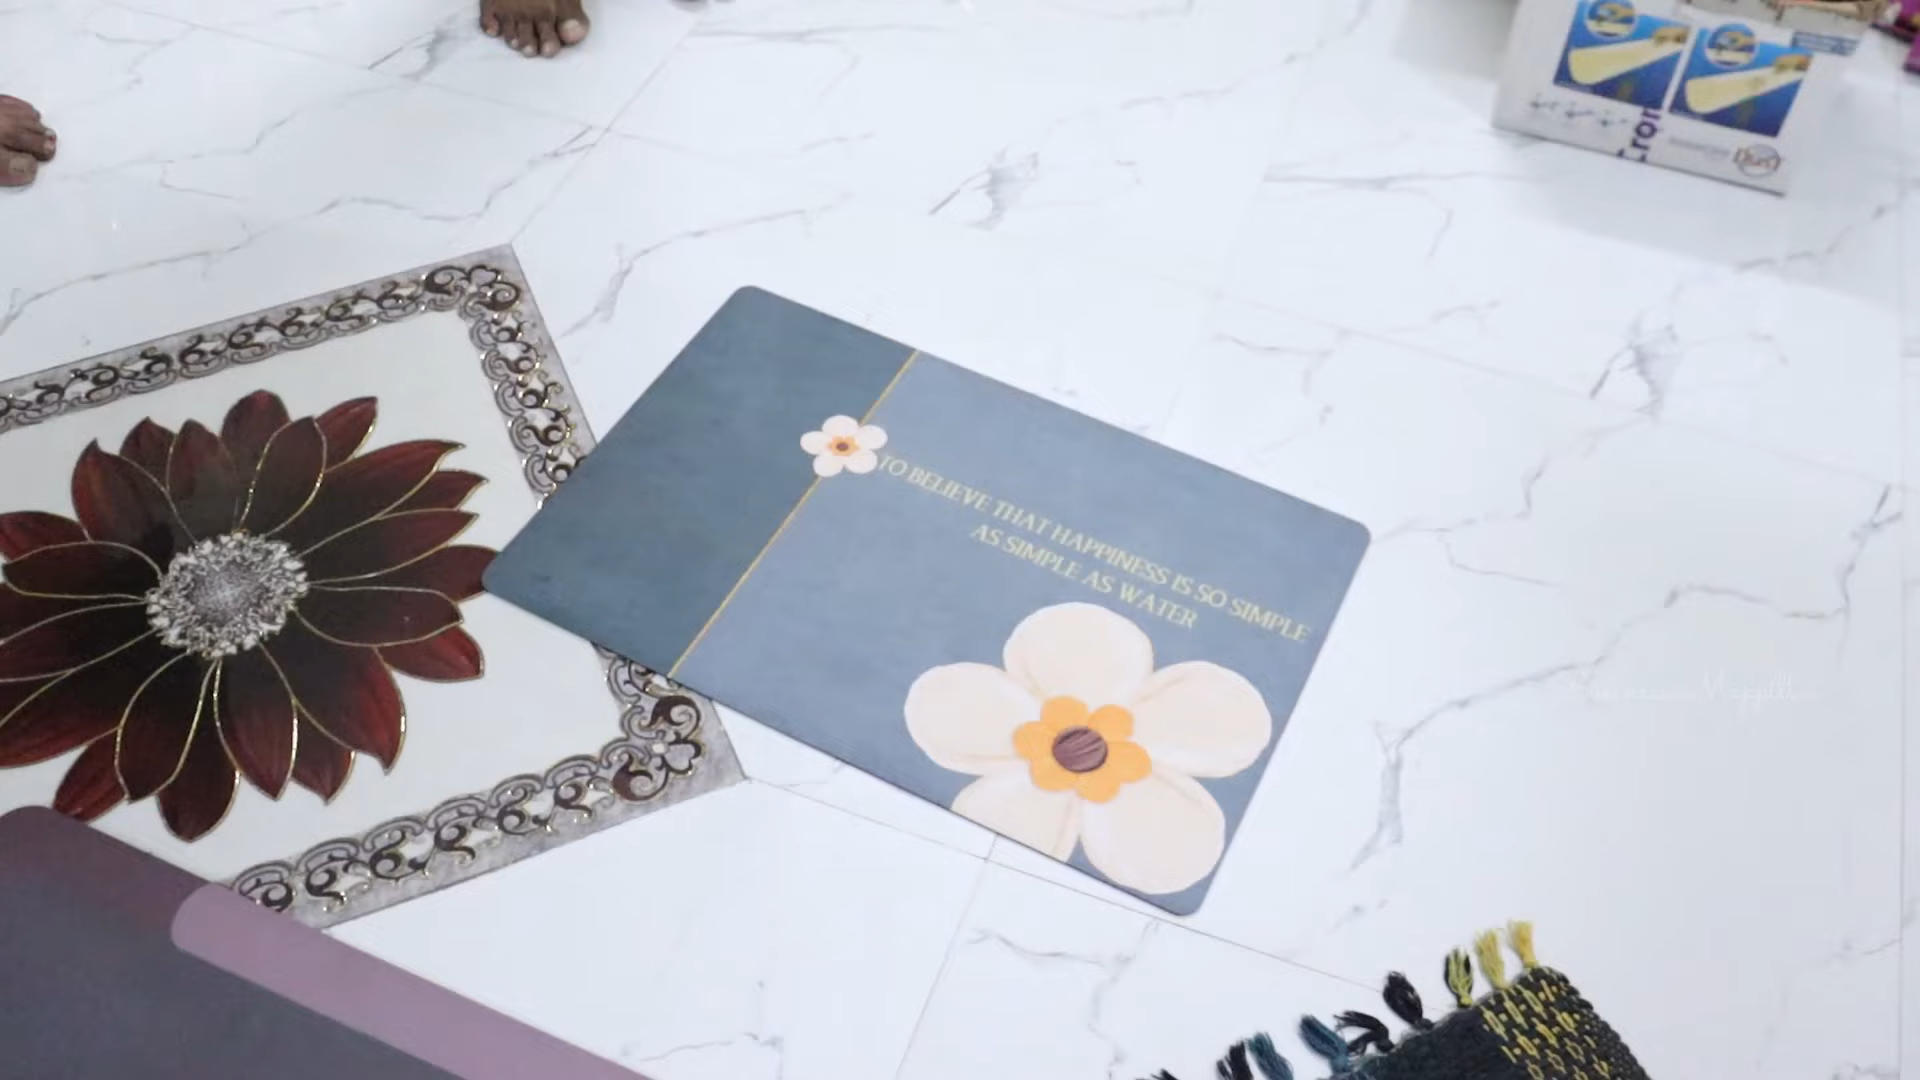 TO BELIEVE THAT HAPPINESS IS SO SIMPLE
AS SIMPLE AS WATER